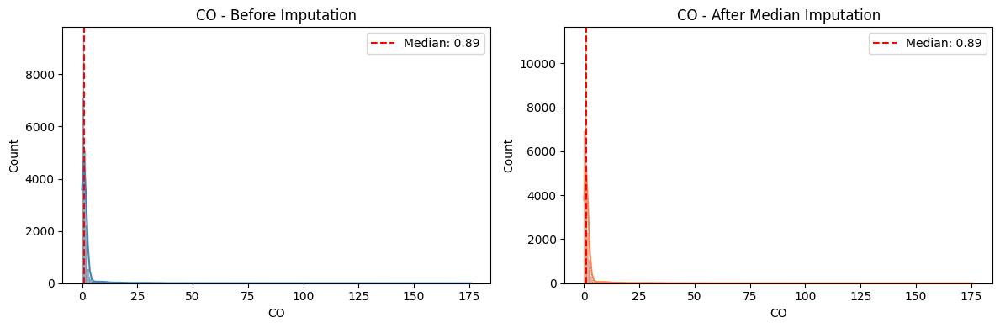 CO - Before Imputation
Median: 0.89
Count
8000
6000
4000
2000
0
0 25 50 75 100 125 150 175
CO
CO - After Median Imputation
Median: 0.89
Count
10000
8000
6000
4000
2000
0
0 25 50 75 100 125 150 175
CO